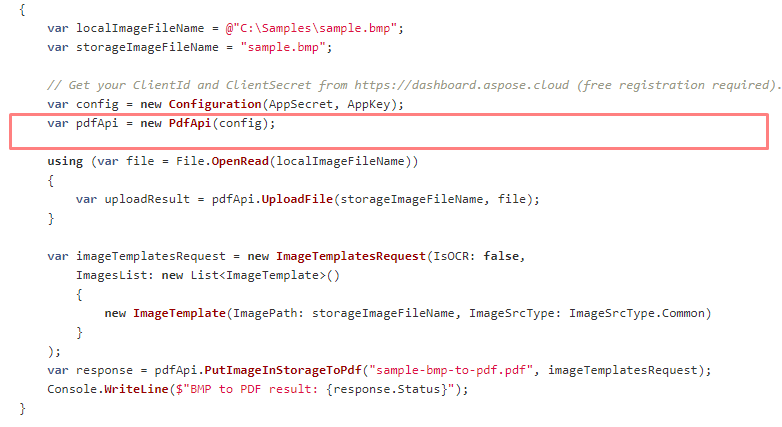 {
var localImageFileName = @"C:\Samples\sample.bmp";
var storageImageFileName = "sample.bmp";
// Get your ClientId and ClientSecret from https://dashboard.aspose.cloud (free registration required).
var config = new Configuration(AppSecret, AppKey);
var pdfApi = new PdfApi(config);
using (var file = File.OpenRead(localImageFileName))
{
var uploadResult = pdfApi.UploadFile(storageImageFileName, file);
}
var imageTemplatesRequest = new ImageTemplatesRequest(IsOCR: false,
ImagesList: new List<ImageTemplate>()
{
new ImageTemplate(ImagePath: storageImageFileName, ImageSrcType: ImageSrcType.Common)
}
);
var response = pdfApi.PutImageInStorageToPdf("sample-bmp-to-pdf.pdf", imageTemplatesRequest);
Console.WriteLine($"BMP to PDF result: {response.Status}");
}